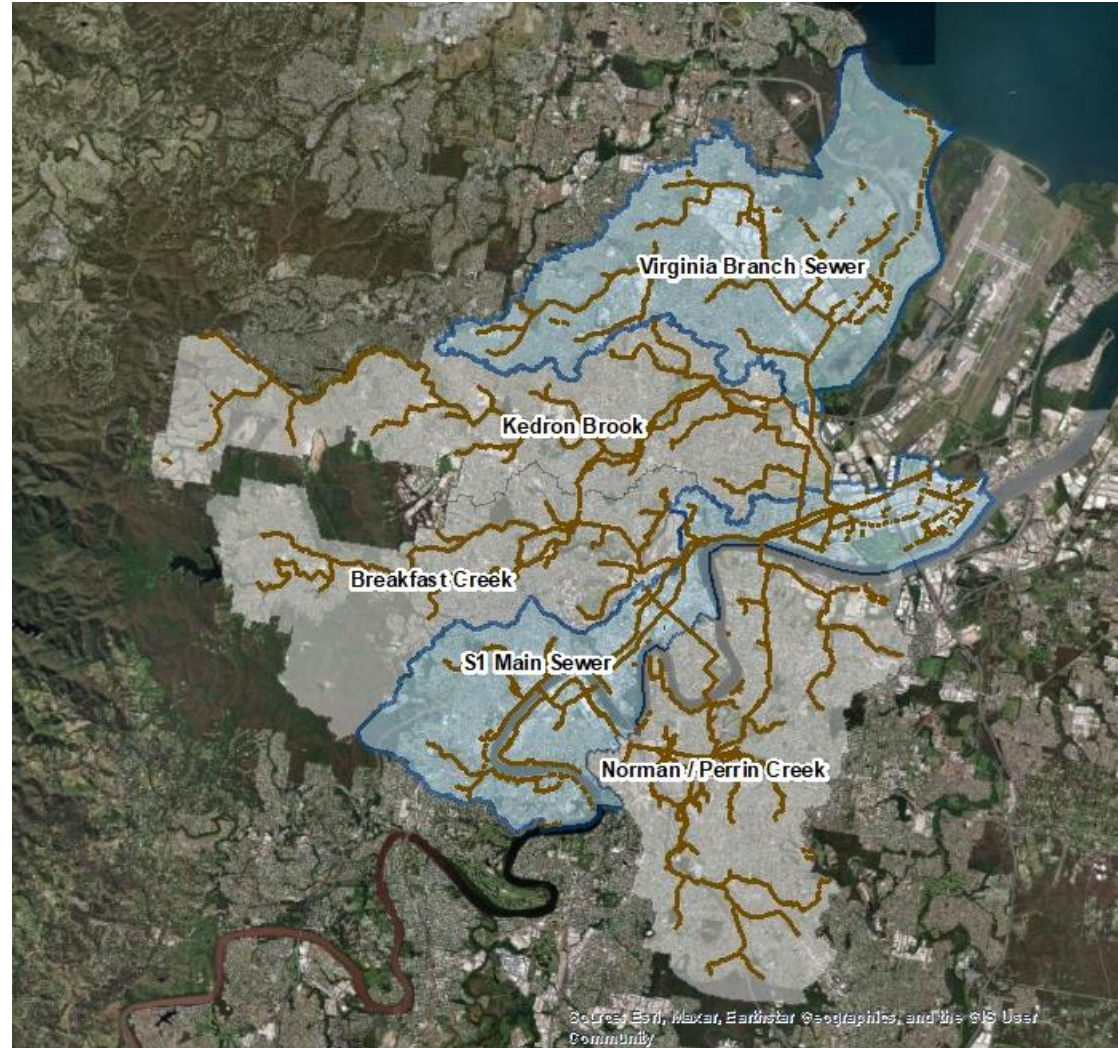 Virginia Branch Sewer
Kedron Brook
Breakfast Creek
S1 Main Sewer
Norman / Perrin Creek
Source: Esri, Maxar, Earthstar Geographics, and the GIS User
Community